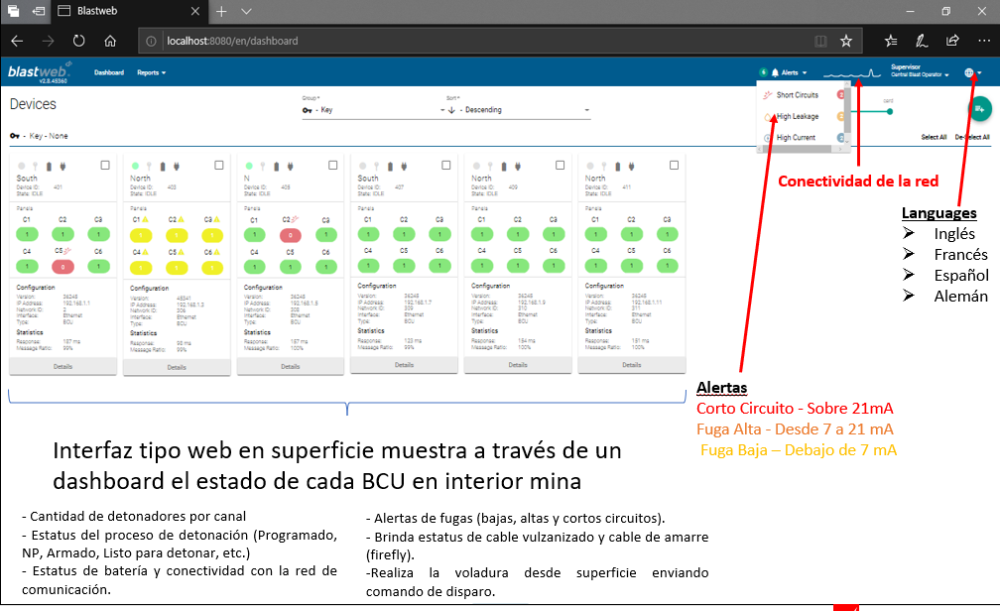 Blastweb
localhost:8080/en/dashboard
blastweb
v2.8.45360
Dashboard
Reports
Alerts
Supervisor
Central Blast Operator
Devices
Group*
Key
Sort*
Descending
Key - None
Short Circuits
High Leakage
High Current
card
Select All
De-Select All
South
Device ID: 401
State: IDLE
Panels
C1 C2 C3
1 1 1
C4 C5 C6
1 0 1
Configuration
Version: 36248
IP Address: 192.168.1.1
Network ID: 2
Interface: Ethernet
Type: BCU
Statistics
Response: 187 ms
Message Ratio: 99%
Details
North
Device ID: 403
State: IDLE
Panels
C1 C2 C3
1 1 1
C4 C5 C6
1 1 1
Configuration
Version: 45341
IP Address: 192.168.1.3
Network ID: 306
Interface: Ethernet
Type: BCU
Statistics
Response: 93 ms
Message Ratio: 99%
Details
North
Device ID: 405
State: IDLE
Panels
C1 C2 C3
1 0 1
C4 C5 C6
1 1 1
Configuration
Version: 36248
IP Address: 192.168.1.5
Network ID: 308
Interface: Ethernet
Type: BCU
Statistics
Response: 187 ms
Message Ratio: 100%
Details
South
Device ID: 407
State: IDLE
Panels
C1 C2 C3
1 1 1
C4 C5 C6
1 1 1
Configuration
Version: 36248
IP Address: 192.168.1.7
Network ID: 309
Interface: Ethernet
Type: BCU
Statistics
Response: 123 ms
Message Ratio: 100%
Details
North
Device ID: 409
State: IDLE
Panels
C1 C2 C3
1 1 1
C4 C5 C6
1 1 1
Configuration
Version: 36248
IP Address: 192.168.1.9
Network ID: 310
Interface: Ethernet
Type: BCU
Statistics
Response: 184 ms
Message Ratio: 100%
Details
North
Device ID: 411
State: IDLE
Panels
C1 C2 C3
1 1 1
C4 C5 C6
1 1 1
Configuration
Version: 36248
IP Address: 192.168.1.11
Network ID: 311
Interface: Ethernet
Type: BCU
Statistics
Response: 181 ms
Message Ratio: 100%
Details
Conectividad de la red
Languages
➢ Inglés
➢ Francés
➢ Español
➢ Alemán
Alertas
Corto Circuito - Sobre 21mA
Fuga Alta - Desde 7 a 21 mA
Fuga Baja – Debajo de 7 mA
Interfaz tipo web en superficie muestra a través de un
dashboard el estado de cada BCU en interior mina
- Cantidad de detonadores por canal
- Estatus del proceso de detonación (Programado,
NP, Armado, Listo para detonar, etc.)
- Estatus de batería y conectividad con la red de
comunicación.
- Alertas de fugas (bajas, altas y cortos circuitos).
- Brinda estatus de cable vulzanizado y cable de amarre
(firefly).
-Realiza la voladura desde superficie enviando
comando de disparo.